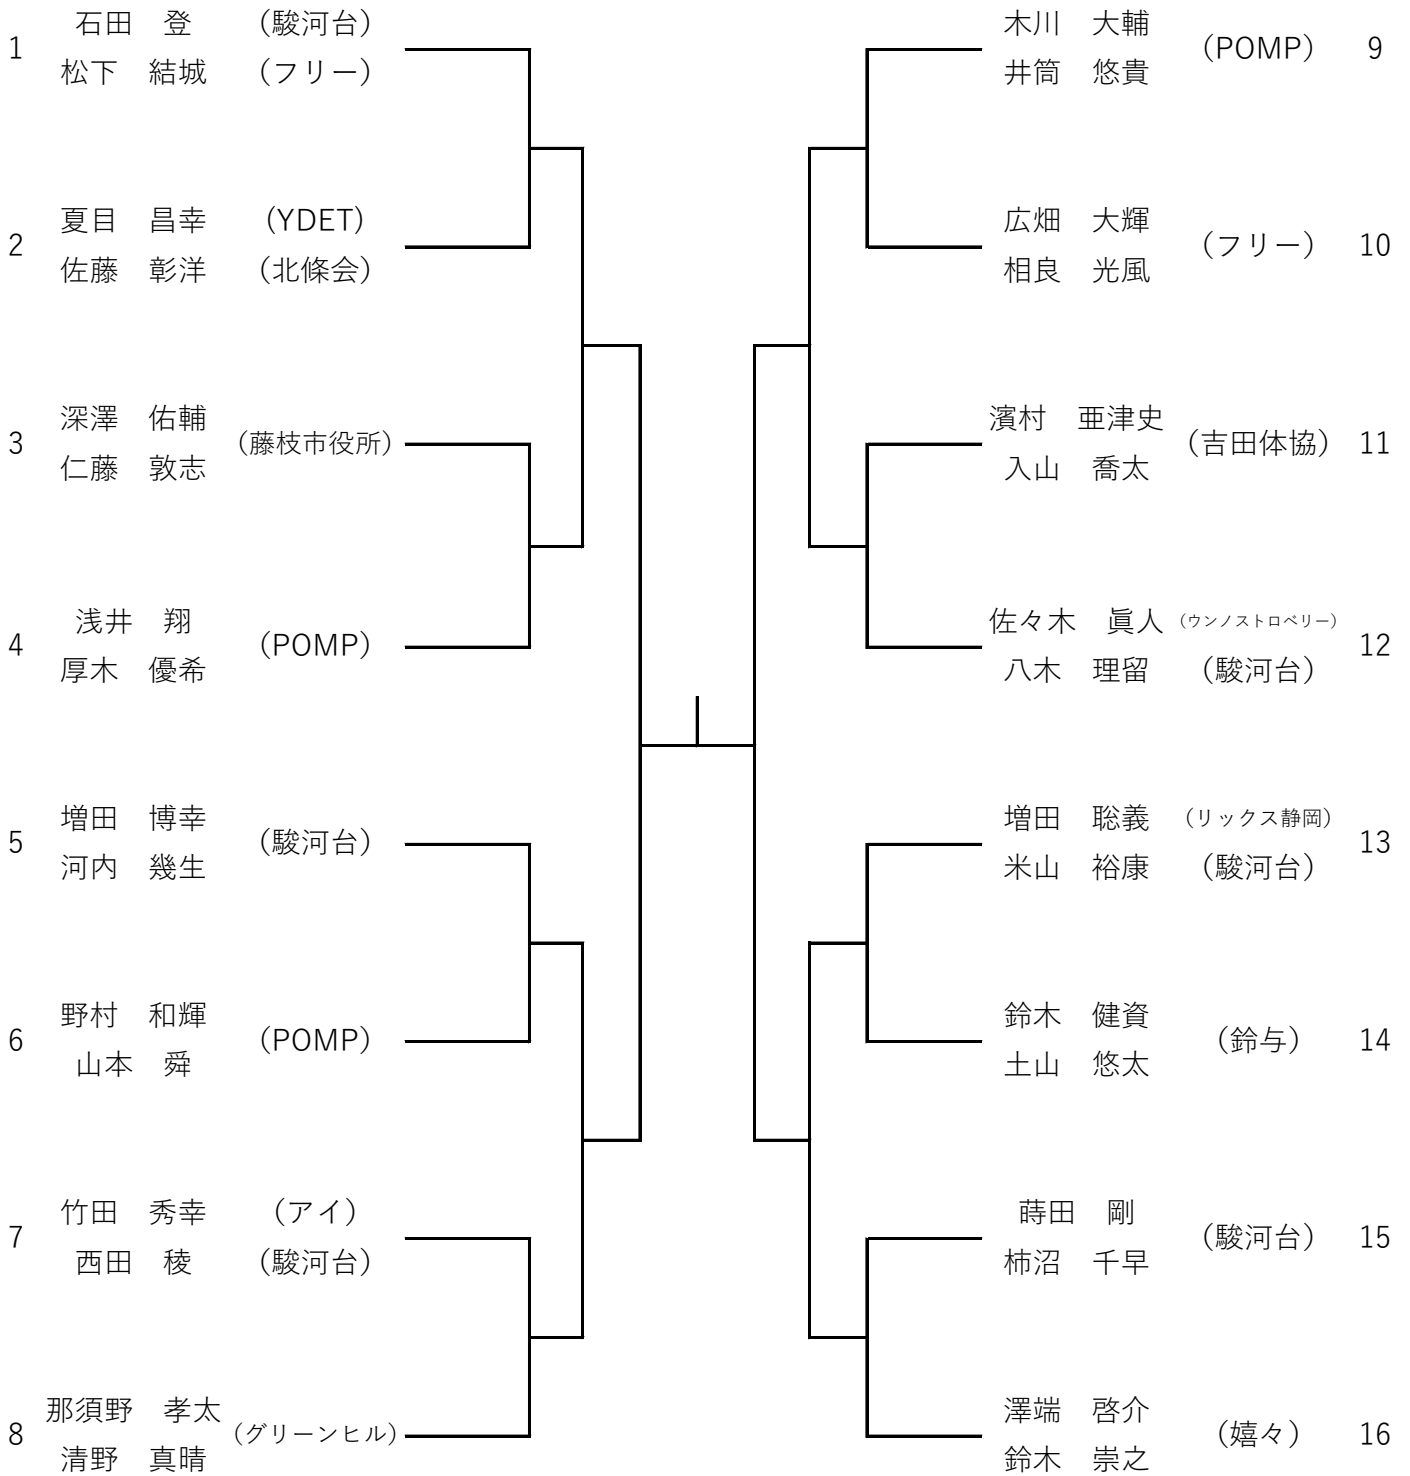 石田　登　（駿河台）
1
松下　結城　（フリー）
夏目　昌幸　（YDET）
2
佐藤　彰洋　（北條会）
深澤　佑輔
3　（藤枝市役所）
仁藤　敦志
浅井　翔
4　（POMP）
厚木　優希
増田　博幸
5　（駿河台）
河内　幾生
野村　和輝
6　（POMP）
山本　舜
竹田　秀幸　（アイ）
7
西田　稜　（駿河台）
那須野　孝太
8　（グリーンヒル）
清野　真晴
木川　大輔
（POMP）　9
井筒　悠貴
広畑　大輝
（フリー）　10
相良　光風
濱村　亜津史
（吉田体協）　11
入山　喬太
佐々木　眞人　（ウンノストロベリー）
12
八木　理留　（駿河台）
増田　聡義　（リックス静岡）
13
米山　裕康　（駿河台）
鈴木　健資
（鈴与）　14
土山　悠太
蒔田　剛
（駿河台）　15
柿沼　千早
澤端　啓介
（嬉々）　16
鈴木　崇之